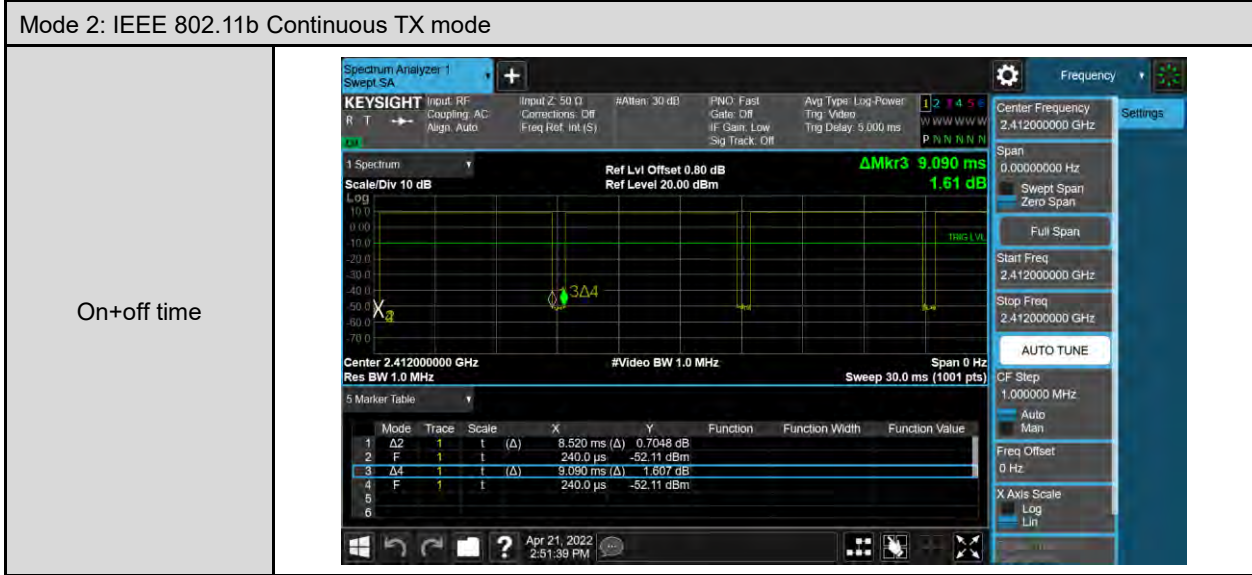 Mode 2: IEEE 802.11b Continuous TX mode
On+off time
Spectrum Analyzer 1
Swept SA
+
Frequency
KEYSIGHT
R T
Input: RF
Coupling: AC
Align: Auto
Input Z: 50 Ω
Corrections: Off
Freq Ref: Int (S)
#Atten: 30 dB
PNO: Fast
Gate: Off
IF Gain: Low
Sig Track: Off
Avg Type: Log-Power
Trig: Video
Trig Delay: 5.000 ms
1 2 3 4 5 6
W W W W W W
P N N N N N
1 Spectrum
Scale/Div 10 dB
Ref Lvl Offset 0.80 dB
Ref Level 20.00 dBm
ΔMkr3 9.090 ms
1.61 dB
Log
10.0
0.00
-10.0
-20.0
-30.0
-40.0
-50.0
-60.0
-70.0
TRIG LVL
3Δ4
Center 2.412000000 GHz
#Video BW 1.0 MHz
Span 0 Hz
Res BW 1.0 MHz
Sweep 30.0 ms (1001 pts)
5 Marker Table
Mode Trace Scale X Y Function Function Width Function Value
1 Δ2 1 t (Δ) 8.520 ms (Δ) 0.7048 dB
2 F 1 t 240.0 µs -52.11 dBm
3 Δ4 1 t (Δ) 9.090 ms (Δ) 1.607 dB
4 F 1 t 240.0 µs -52.11 dBm
5
6
?
Apr 21, 2022
2:51:39 PM
Center Frequency
2.412000000 GHz
Settings
Span
0.00000000 Hz
Swept Span
Zero Span
Full Span
Start Freq
2.412000000 GHz
Stop Freq
2.412000000 GHz
AUTO TUNE
CF Step
1.000000 MHz
Auto
Man
Freq Offset
0 Hz
X Axis Scale
Log
Lin